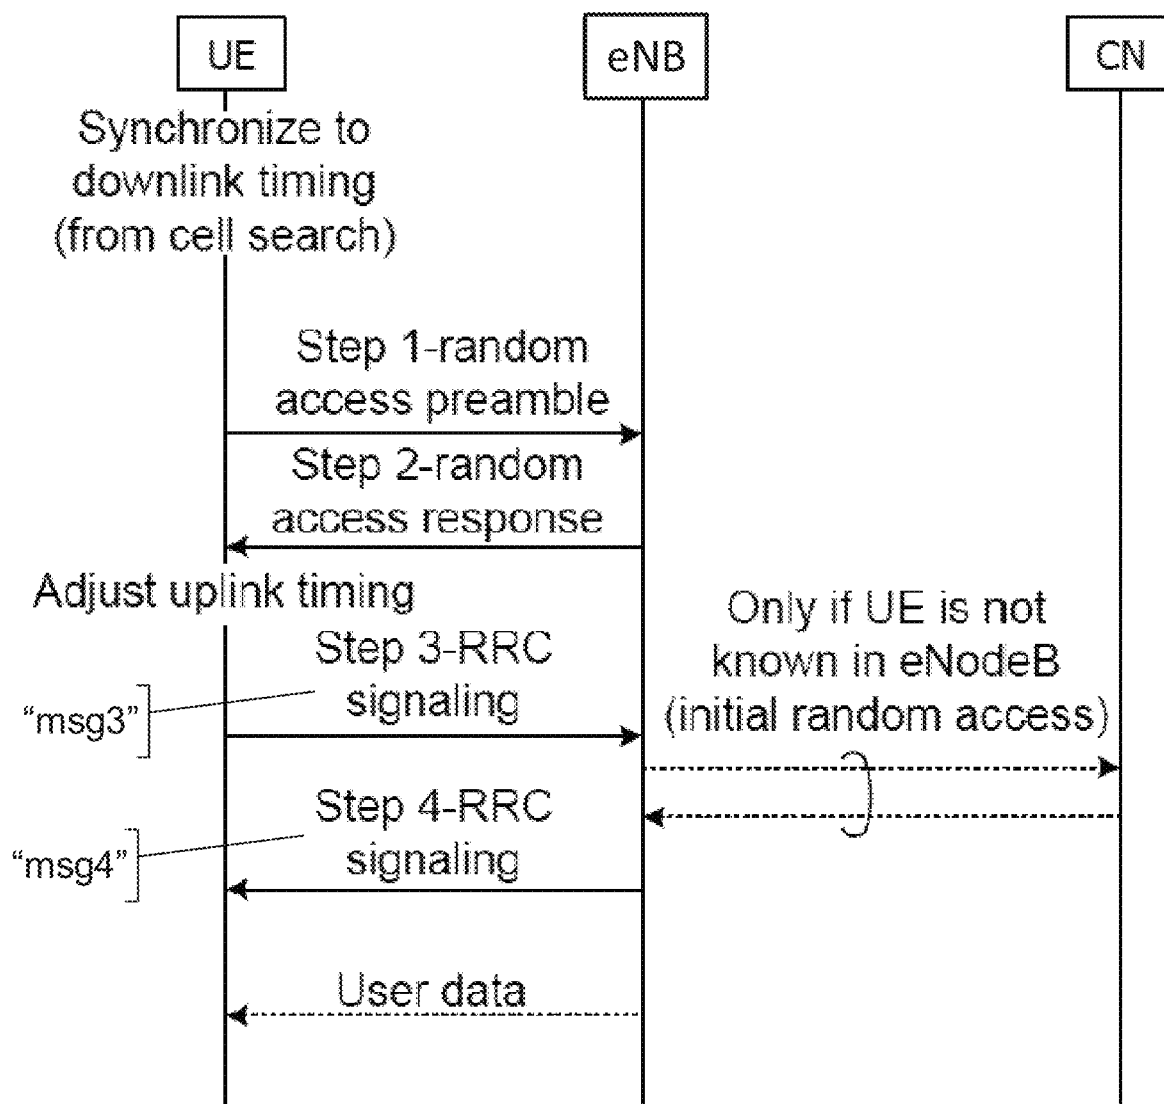 UE
eNB
CN
Synchronize to
downlink timing
(from cell search)
Step 1-random
access preamble
Step 2-random
access response
Adjust uplink timing
Only if UE is not
known in eNodeB
(initial random access)
Step 3-RRC
signaling
“msg3”
Step 4-RRC
signaling
“msg4”
User data